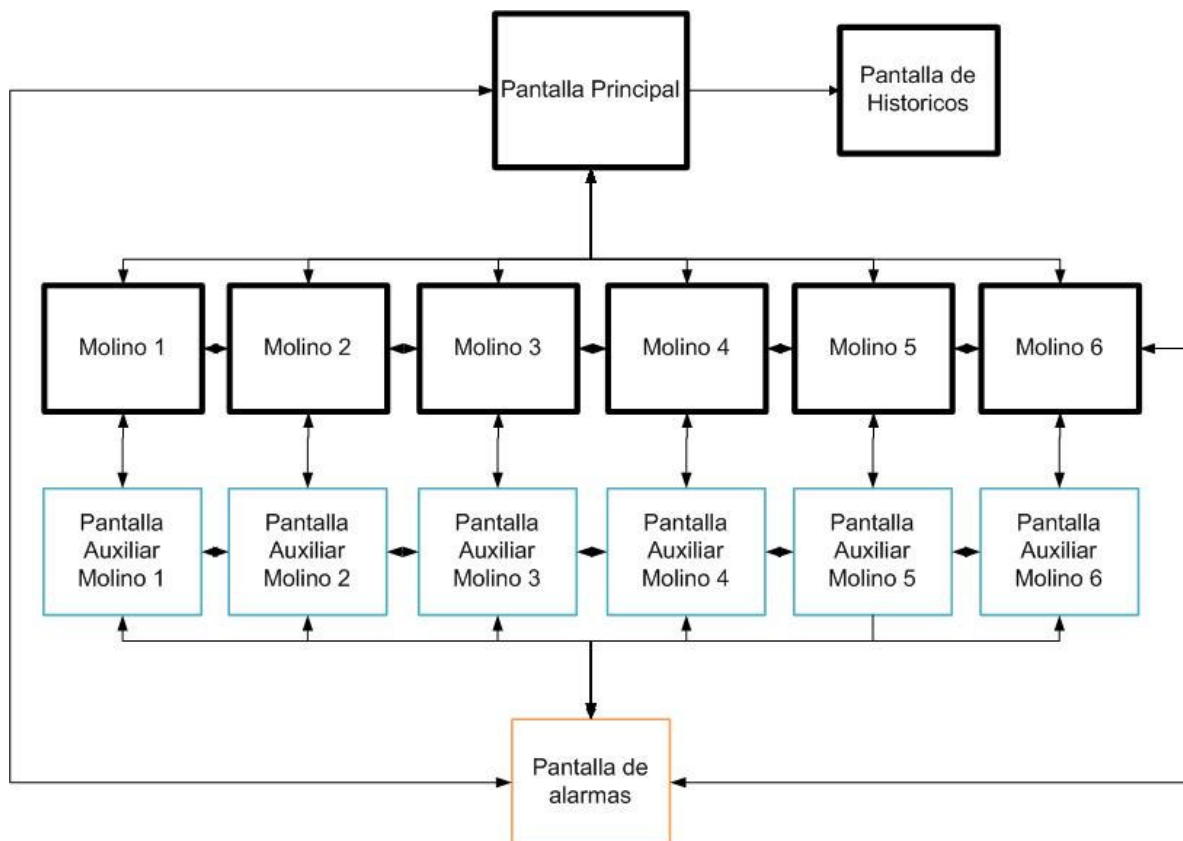 Pantalla Principal
Pantalla de
Historicos
Molino 1
Molino 2
Molino 3
Molino 4
Molino 5
Molino 6
Pantalla
Auxiliar
Molino 1
Pantalla
Auxiliar
Molino 2
Pantalla
Auxiliar
Molino 3
Pantalla
Auxiliar
Molino 4
Pantalla
Auxiliar
Molino 5
Pantalla
Auxiliar
Molino 6
Pantalla de
alarmas